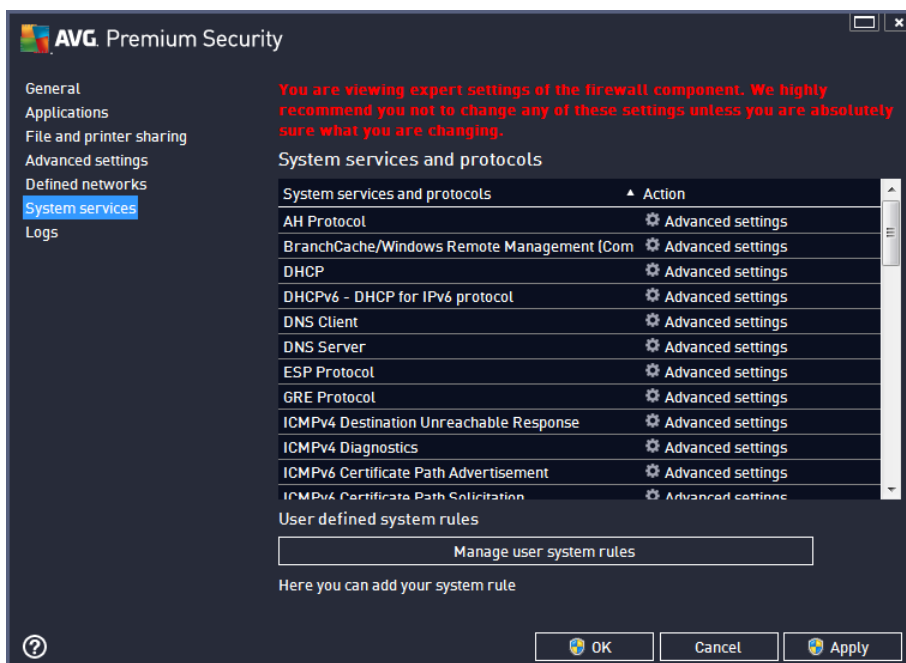 AVG. Premium Security
General
Applications
File and printer sharing
Advanced settings
Defined networks
System services
Logs
You are viewing expert settings of the firewall component. We highly
recommend you not to change any of these settings unless you are absolutely
sure what you are changing.
System services and protocols
System services and protocols Action
AH Protocol Advanced settings
BranchCache/Windows Remote Management (Com Advanced settings
DHCP Advanced settings
DHCPv6 - DHCP for IPv6 protocol Advanced settings
DNS Client Advanced settings
DNS Server Advanced settings
ESP Protocol Advanced settings
GRE Protocol Advanced settings
ICMPv4 Destination Unreachable Response Advanced settings
ICMPv4 Diagnostics Advanced settings
ICMPv6 Certificate Path Advertisement Advanced settings
ICMPv6 Certificate Path Solicitation Advanced settings
User defined system rules
Manage user system rules
Here you can add your system rule
OK Cancel Apply